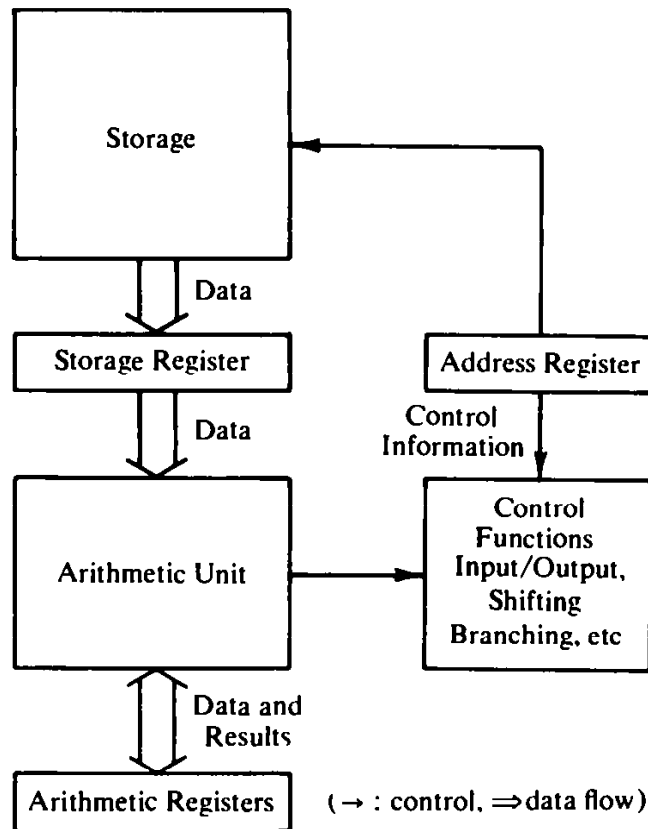 Storage
Data
Storage Register
Address Register
Data
Control
Information
Arithmetic Unit
Control
Functions
Input/Output,
Shifting
Branching, etc
Data and
Results
Arithmetic Registers
(→ : control, ⇒data flow)